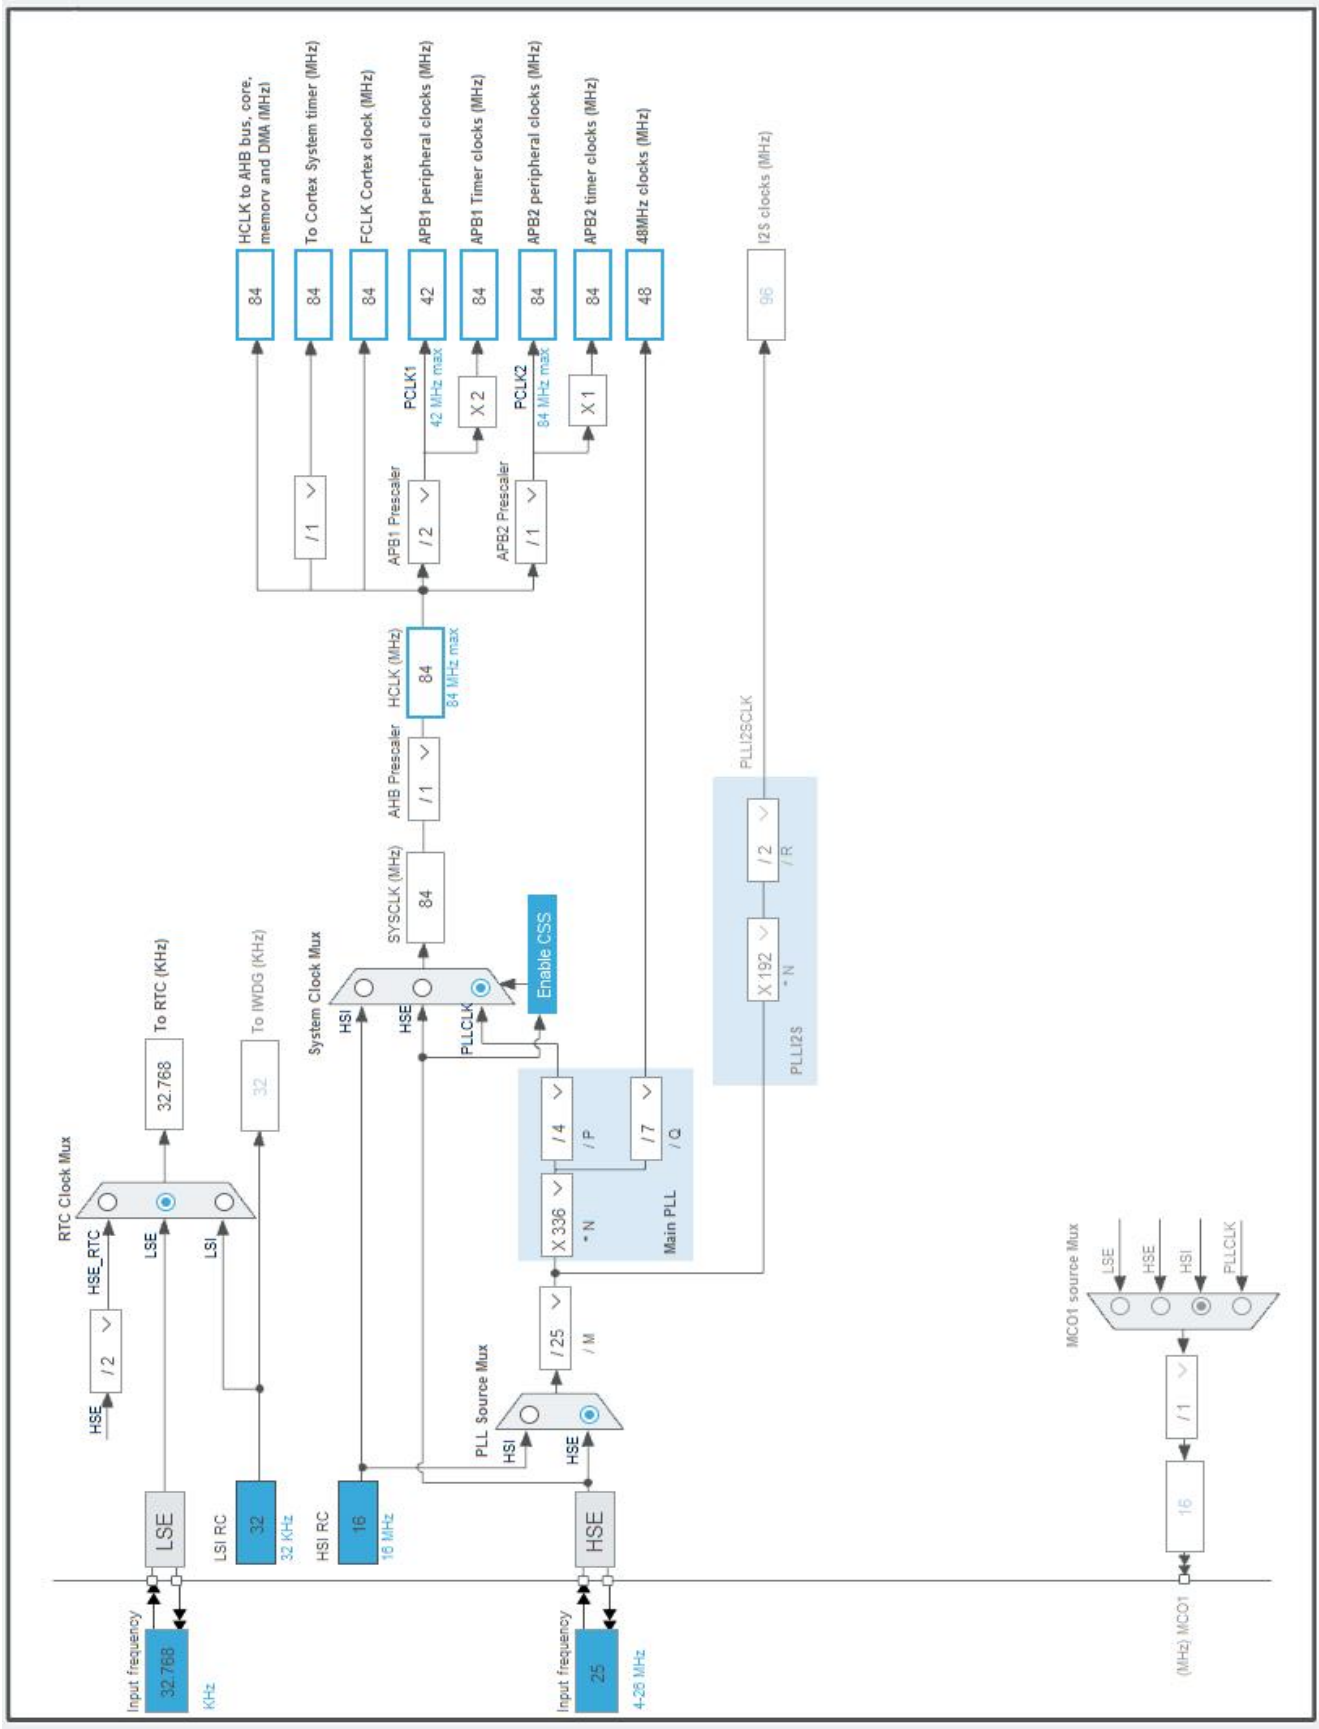 RTC Clock Mux
HSE
/ 2
HSE_RTC
Input frequency
32.768
KHz
LSE
LSE
32.768
To RTC (KHz)
LSI RC
32
32 KHz
LSI
32
To IWDG (KHz)
HSI RC
16
16 MHz
System Clock Mux
HSI
HSE
PLLCLK
Enable CSS
SYSCLK (MHz)
84
AHB Prescaler
/ 1
HCLK (MHz)
84
84 MHz max
84
HCLK to AHB bus, core,
memory and DMA (MHz)
/ 1
84
To Cortex System timer (MHz)
84
FCLK Cortex clock (MHz)
APB1 Prescaler
/ 2
PCLK1
42 MHz max
42
APB1 peripheral clocks (MHz)
X 2
84
APB1 Timer clocks (MHz)
APB2 Prescaler
/ 1
PCLK2
84 MHz max
84
APB2 peripheral clocks (MHz)
X 1
84
APB2 timer clocks (MHz)
48
48MHz clocks (MHz)
PLL Source Mux
HSI
HSE
Input frequency
25
4-26 MHz
HSE
/ 25
/ M
X 336
* N
/ 4
/ P
/ 7
/ Q
Main PLL
X 192
* N
/ 2
/ R
PLLI2S
PLLI2SCLK
96
I2S clocks (MHz)
MCO1 source Mux
LSE
HSE
HSI
PLLCLK
/ 1
16
(MHz) MCO1